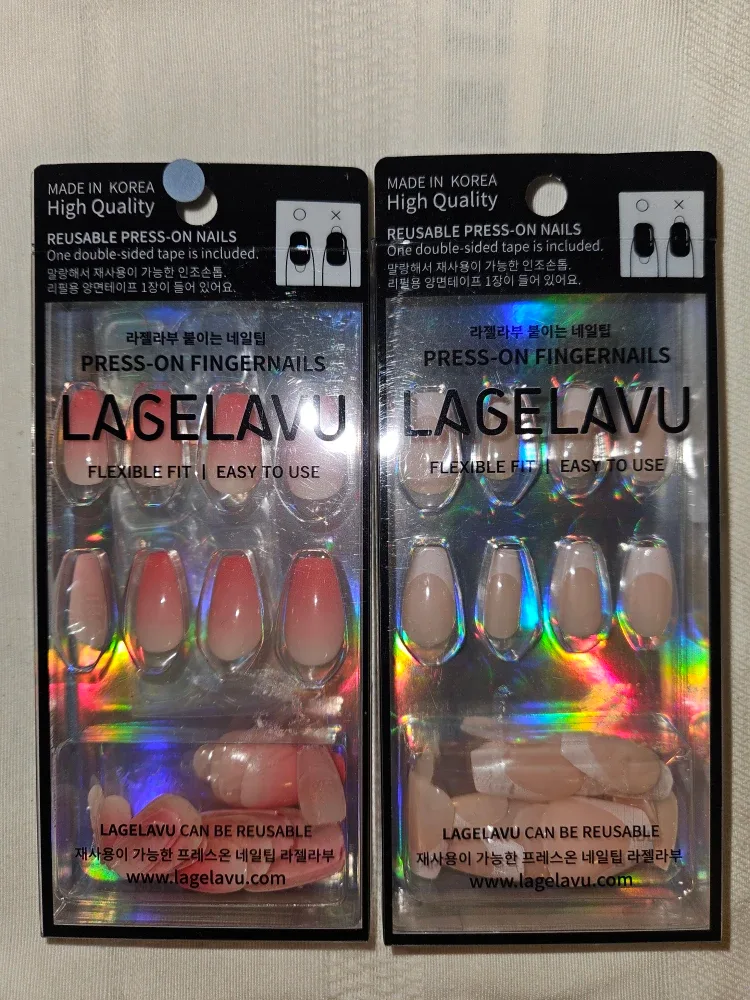 MADE IN KOREA
High Quality
REUSABLE PRESS-ON NAILS
One double-sided tape is included.
말랑해서 재사용이 가능한 인조손톱.
리필용 양면테이프 1장이 들어 있어요.
라젤라부 붙이는 네일팁
PRESS-ON FINGERNAILS
LAGELAVU
FLEXIBLE FIT | EASY TO USE
LAGELAVU CAN BE REUSABLE
재사용이 가능한 프레스온 네일팁 라젤라부
www.lagelavu.com
MADE IN KOREA
High Quality
REUSABLE PRESS-ON NAILS
One double-sided tape is included.
말랑해서 재사용이 가능한 인조손톱.
리필용 양면테이프 1장이 들어 있어요.
라젤라부 붙이는 네일팁
PRESS-ON FINGERNAILS
LAGELAVU
FLEXIBLE FIT | EASY TO USE
LAGELAVU CAN BE REUSABLE
재사용이 가능한 프레스온 네일팁 라젤라부
www.lagelavu.com